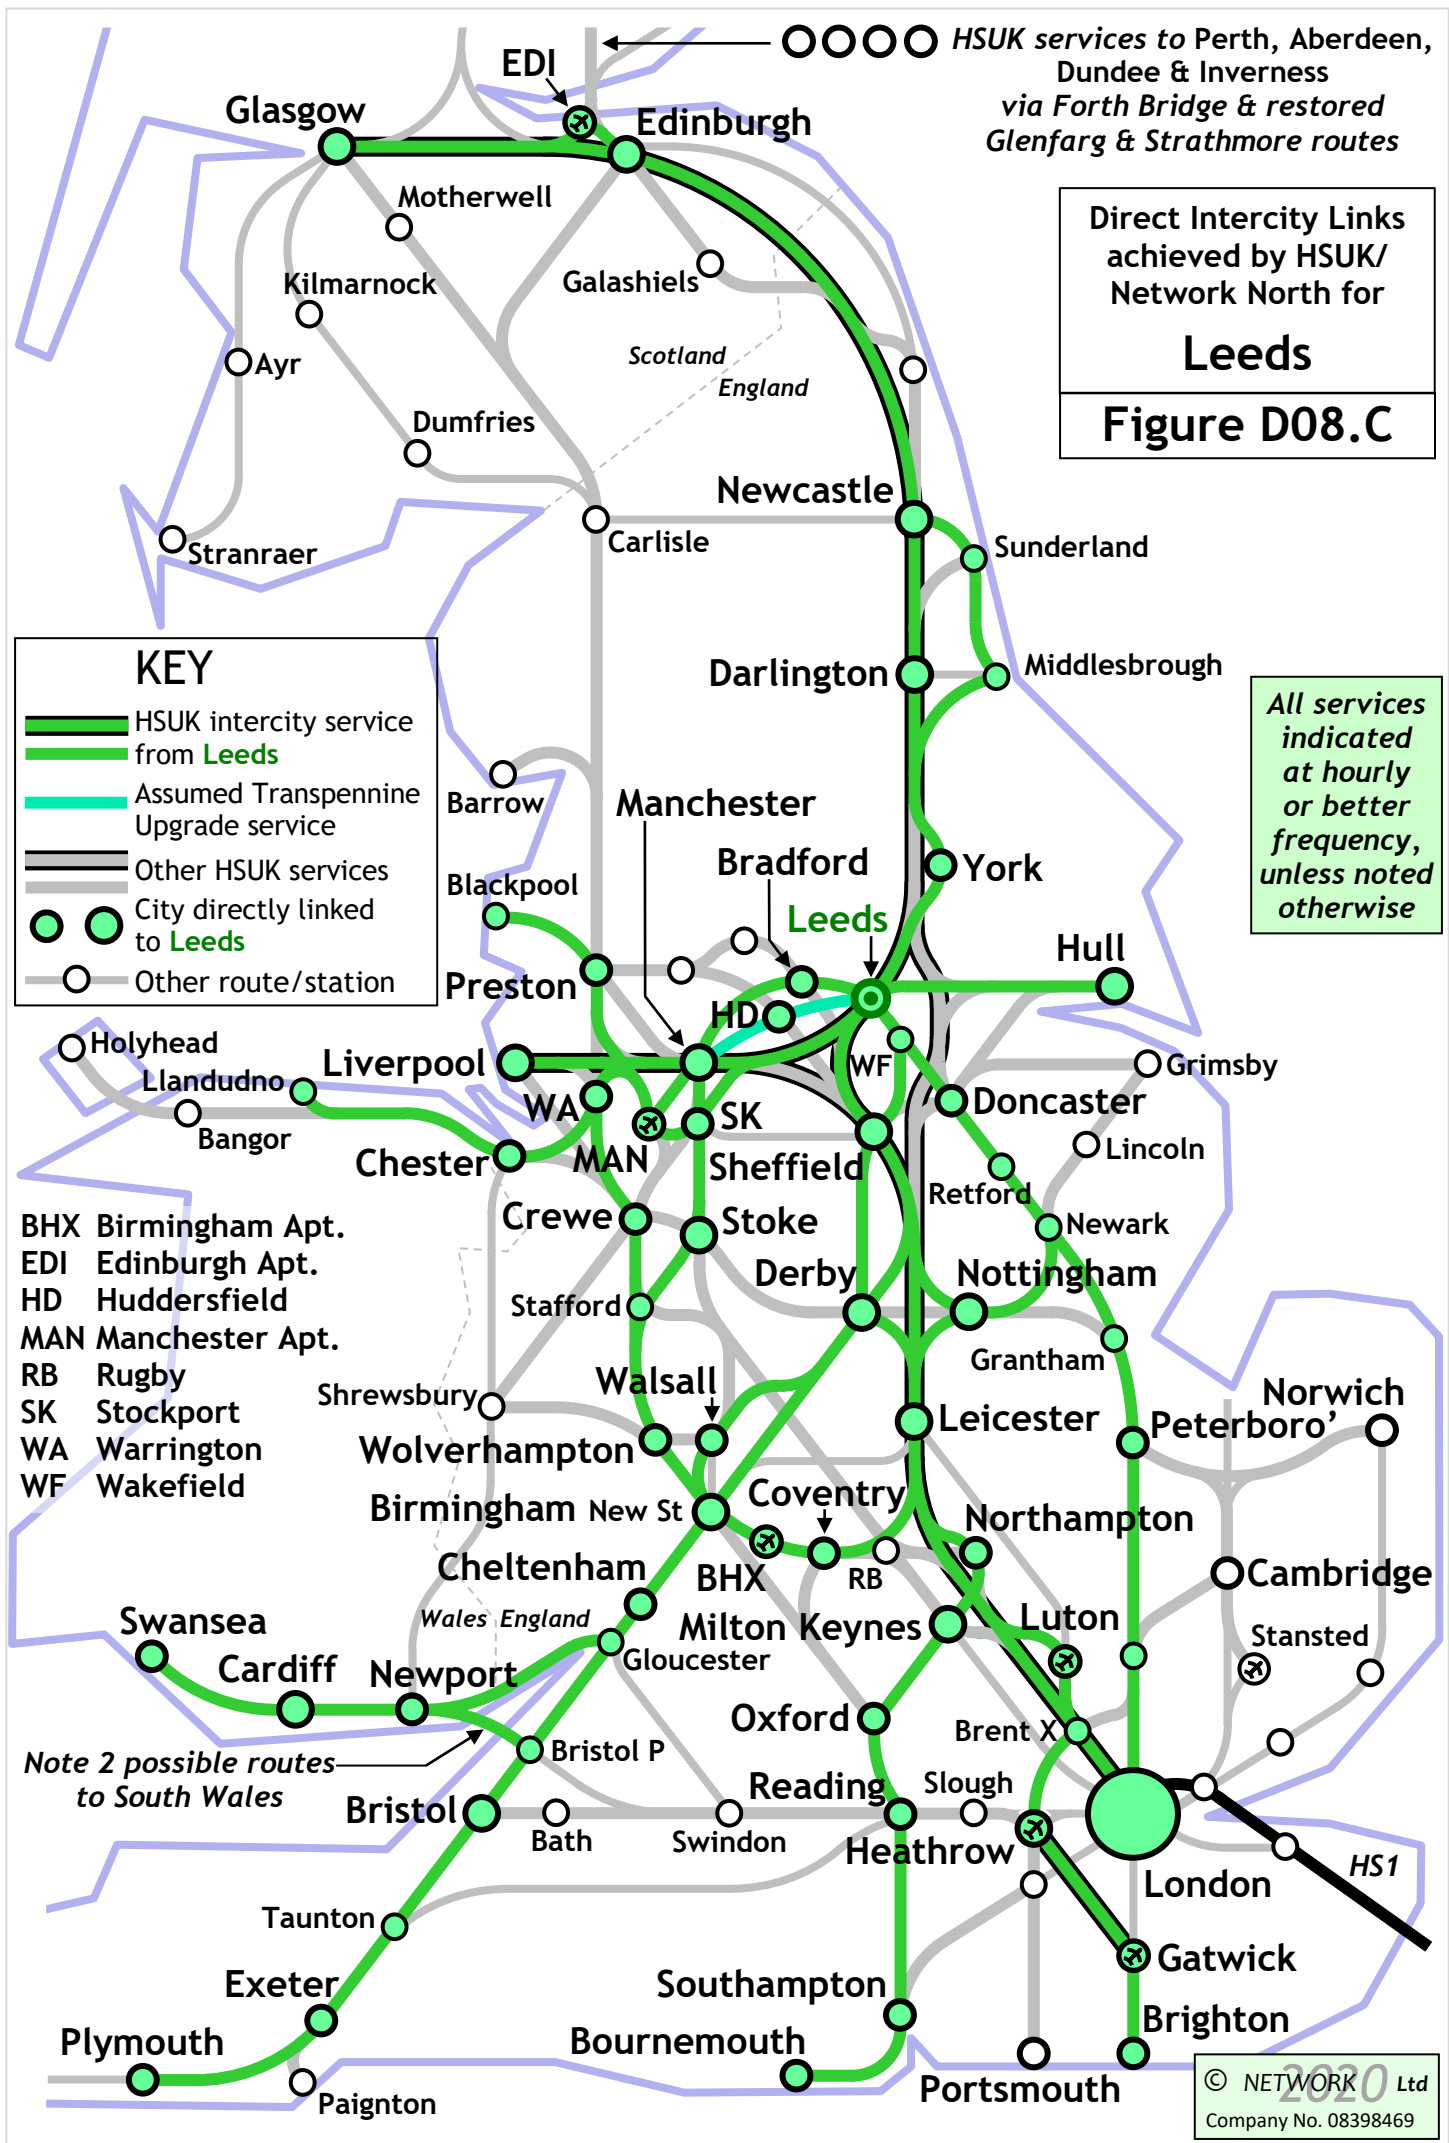 HSUK services to Perth, Aberdeen,
Dundee & Inverness
via Forth Bridge & restored
Glenfarg & Strathmore routes
EDI
Glasgow
Edinburgh
Direct Intercity Links
achieved by HSUK/
Network North for
Leeds
Figure D08.C
Motherwell
Galashiels
Kilmarnock
Scotland
England
Ayr
Dumfries
Newcastle
Carlisle
Sunderland
Stranraer
Darlington
Middlesbrough
KEY
HSUK intercity service
from Leeds
Assumed Transpennine
Upgrade service
Other HSUK services
City directly linked
to Leeds
Other route/station
All services
indicated
at hourly
or better
frequency,
unless noted
otherwise
Barrow
Manchester
Bradford
York
Blackpool
Leeds
Hull
Preston
HD
Holyhead
Liverpool
WF
Grimsby
Llandudno
WA
SK
Doncaster
Bangor
Chester
MAN
Sheffield
Lincoln
Retford
Crewe
Stoke
Newark
BHX Birmingham Apt.
EDI Edinburgh Apt.
HD Huddersfield
MAN Manchester Apt.
RB Rugby
SK Stockport
WA Warrington
WF Wakefield
Derby
Nottingham
Stafford
Grantham
Shrewsbury
Walsall
Norwich
Wolverhampton
Leicester
Peterboro'
Birmingham New St
Coventry
Northampton
Cheltenham
BHX
RB
Cambridge
Swansea
Wales England
Milton Keynes
Luton
Stansted
Cardiff
Newport
Gloucester
Oxford
Brent X
Note 2 possible routes
to South Wales
Bristol P
Reading
Slough
Bristol
Bath
Swindon
Heathrow
HS1
London
Taunton
Gatwick
Exeter
Southampton
Brighton
Plymouth
Bournemouth
Portsmouth
Paignton
© NETWORK 2020 Ltd
Company No. 08398469